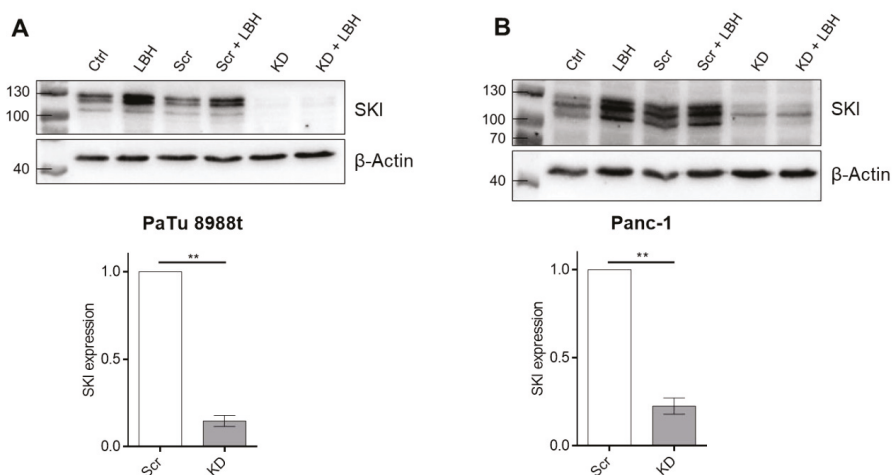 A
Ctrl
LBH
Scr
Scr + LBH
KD
KD + LBH
130
100
SKI
40
β-Actin
PaTu 8988t
**
1.0
0.5
0.0
SKI expression
Scr
KD
B
Ctrl
LBH
Scr
Scr + LBH
KD
KD + LBH
130
100
70
SKI
40
β-Actin
Panc-1
**
1.0
0.5
0.0
SKI expression
Scr
KD